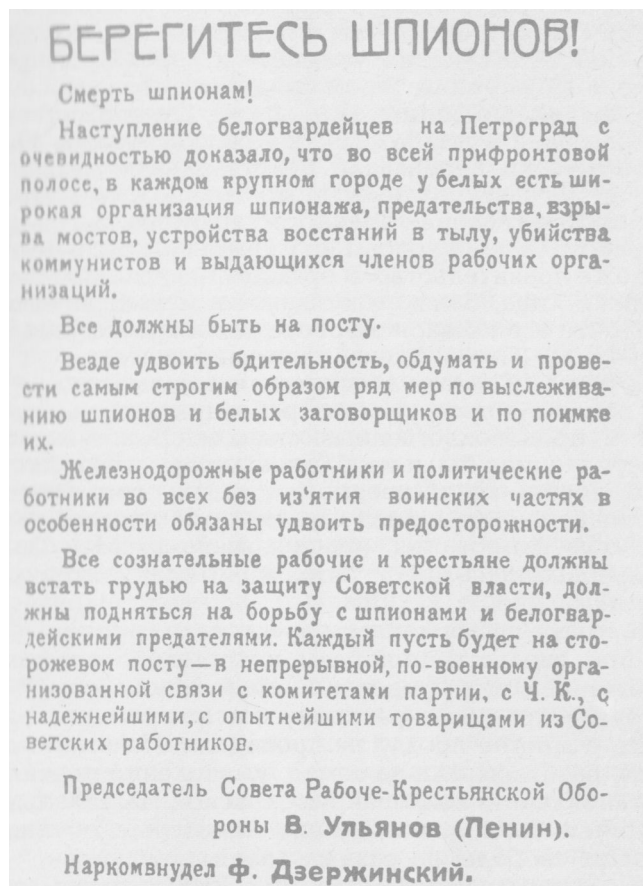 БЕРЕГИТЕСЬ ШПИОНОВ!
Смерть шпионам!
Наступление белогвардейцев на Петроград с
очевидностью доказало, что во всей прифронтовой
полосе, в каждом крупном городе у белых есть ши-
рокая организация шпионажа, предательства, взры-
ва мостов, устройства восстаний в тылу, убийства
коммунистов и выдающихся членов рабочих орга-
низаций.
Все должны быть на посту.
Везде удвоить бдительность, обдумать и прове-
сти самым строгим образом ряд мер по выслежива-
нию шпионов и белых заговорщиков и по поимке
их.
Железнодорожные работники и политические ра-
ботники во всех без из‘ятия воинских частях в
особенности обязаны удвоить предосторожности.
Все сознательные рабочие и крестьяне должны
встать грудью на защиту Советской власти, дол-
жны подняться на борьбу с шпионами и белогвар-
дейскими предателями. Каждый пусть будет на сто-
рожевом посту—в непрерывной, по-военному орга-
низованной связи с комитетами партии, с Ч. К., с
надежнейшими, с опытнейшими товарищами из Со-
ветских работников.
Председатель Совета Рабоче-Крестьянской Обо-
роны В. Ульянов (Ленин).
Наркомвнудел ф. Дзержинский.